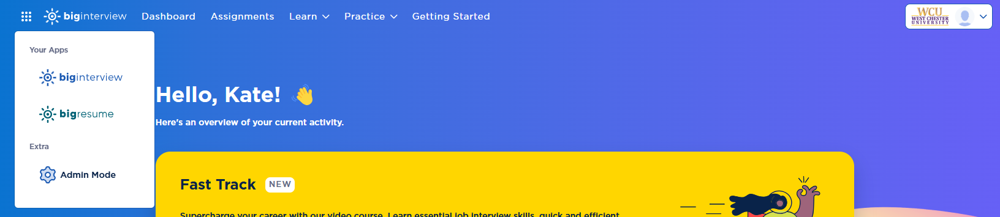 biginterview Dashboard Assignments Learn Practice Getting Started
WCU
WEST CHESTER
UNIVERSITY
Your Apps
biginterview
bigresume
Extra
Admin Mode
Hello, Kate!
Here's an overview of your current activity.
Fast Track NEW
Supercharge your career with our video course. Learn essential job interview skills, quick and efficient.